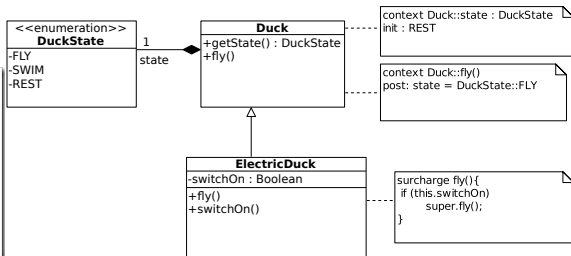 <<enumeration>>
DuckState
-FLY
-SWIM
-REST
1
state
Duck
+getState() : DuckState
+fly()
context Duck::state : DuckState
init : REST
context Duck::fly()
post: state = DuckState::FLY
ElectricDuck
-switchOn : Boolean
+fly()
+switchOn()
surcharge fly(){
if (this.switchOn)
super.fly();
}